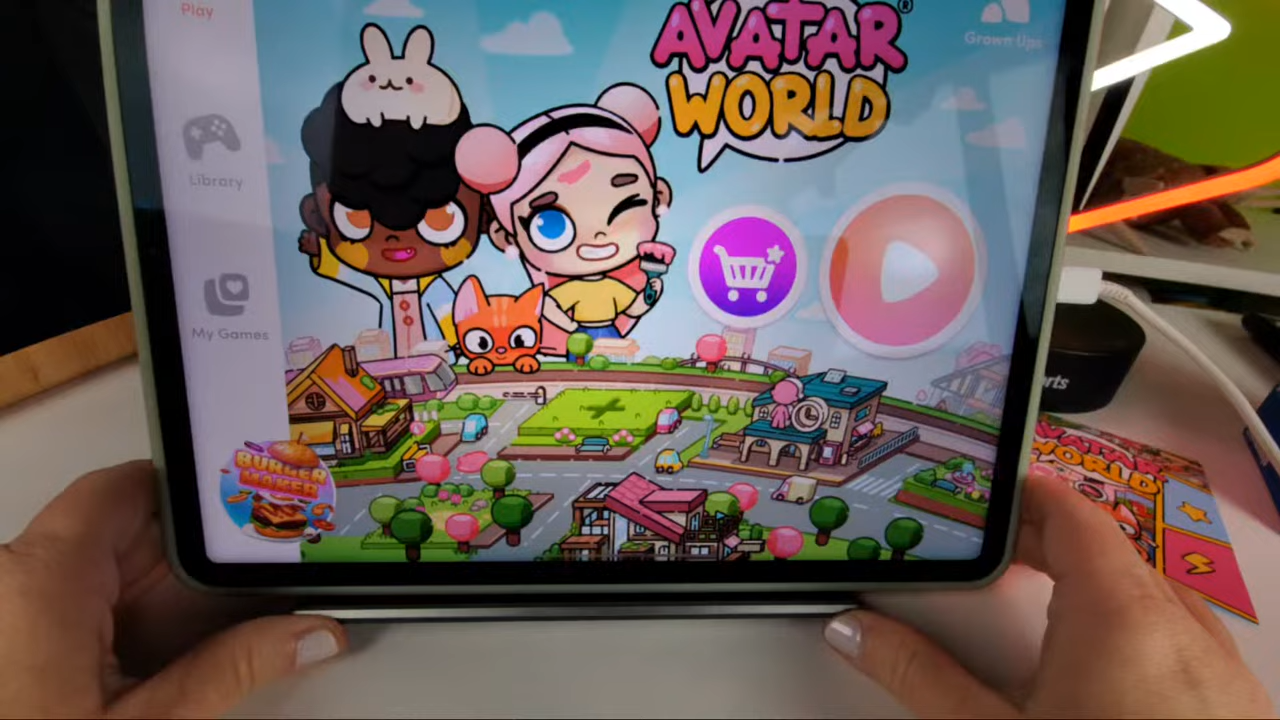 Play
AVATAR
WORLD
®
Grown Ups
Library
My Games
BURGER
MAKER
AVATAR
WORLD